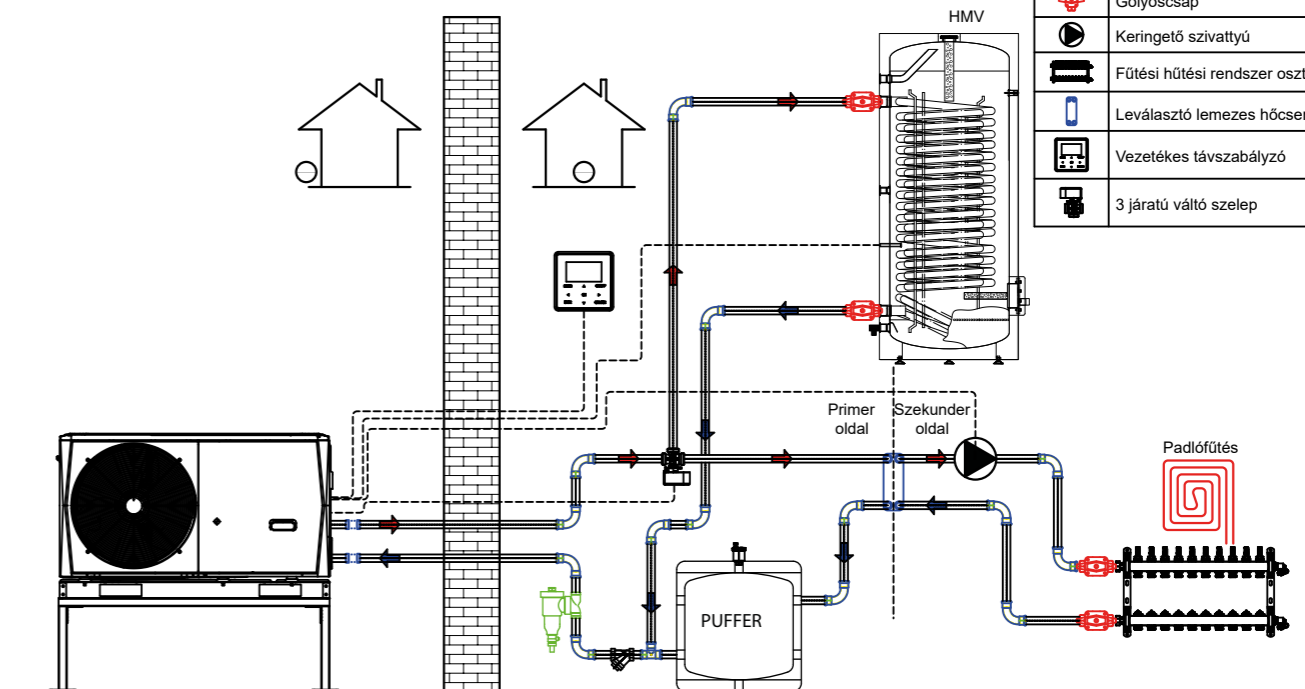 HMV
Golyóscsap
Keringető szivattyú
Fűtési hűtési rendszer oszt
Leválasztó lemezes hőcser
Vezetékes távszabályzó
3 járatú váltó szelep
Primer
oldal
Szekunder
oldal
Padlófűtés
PUFFER